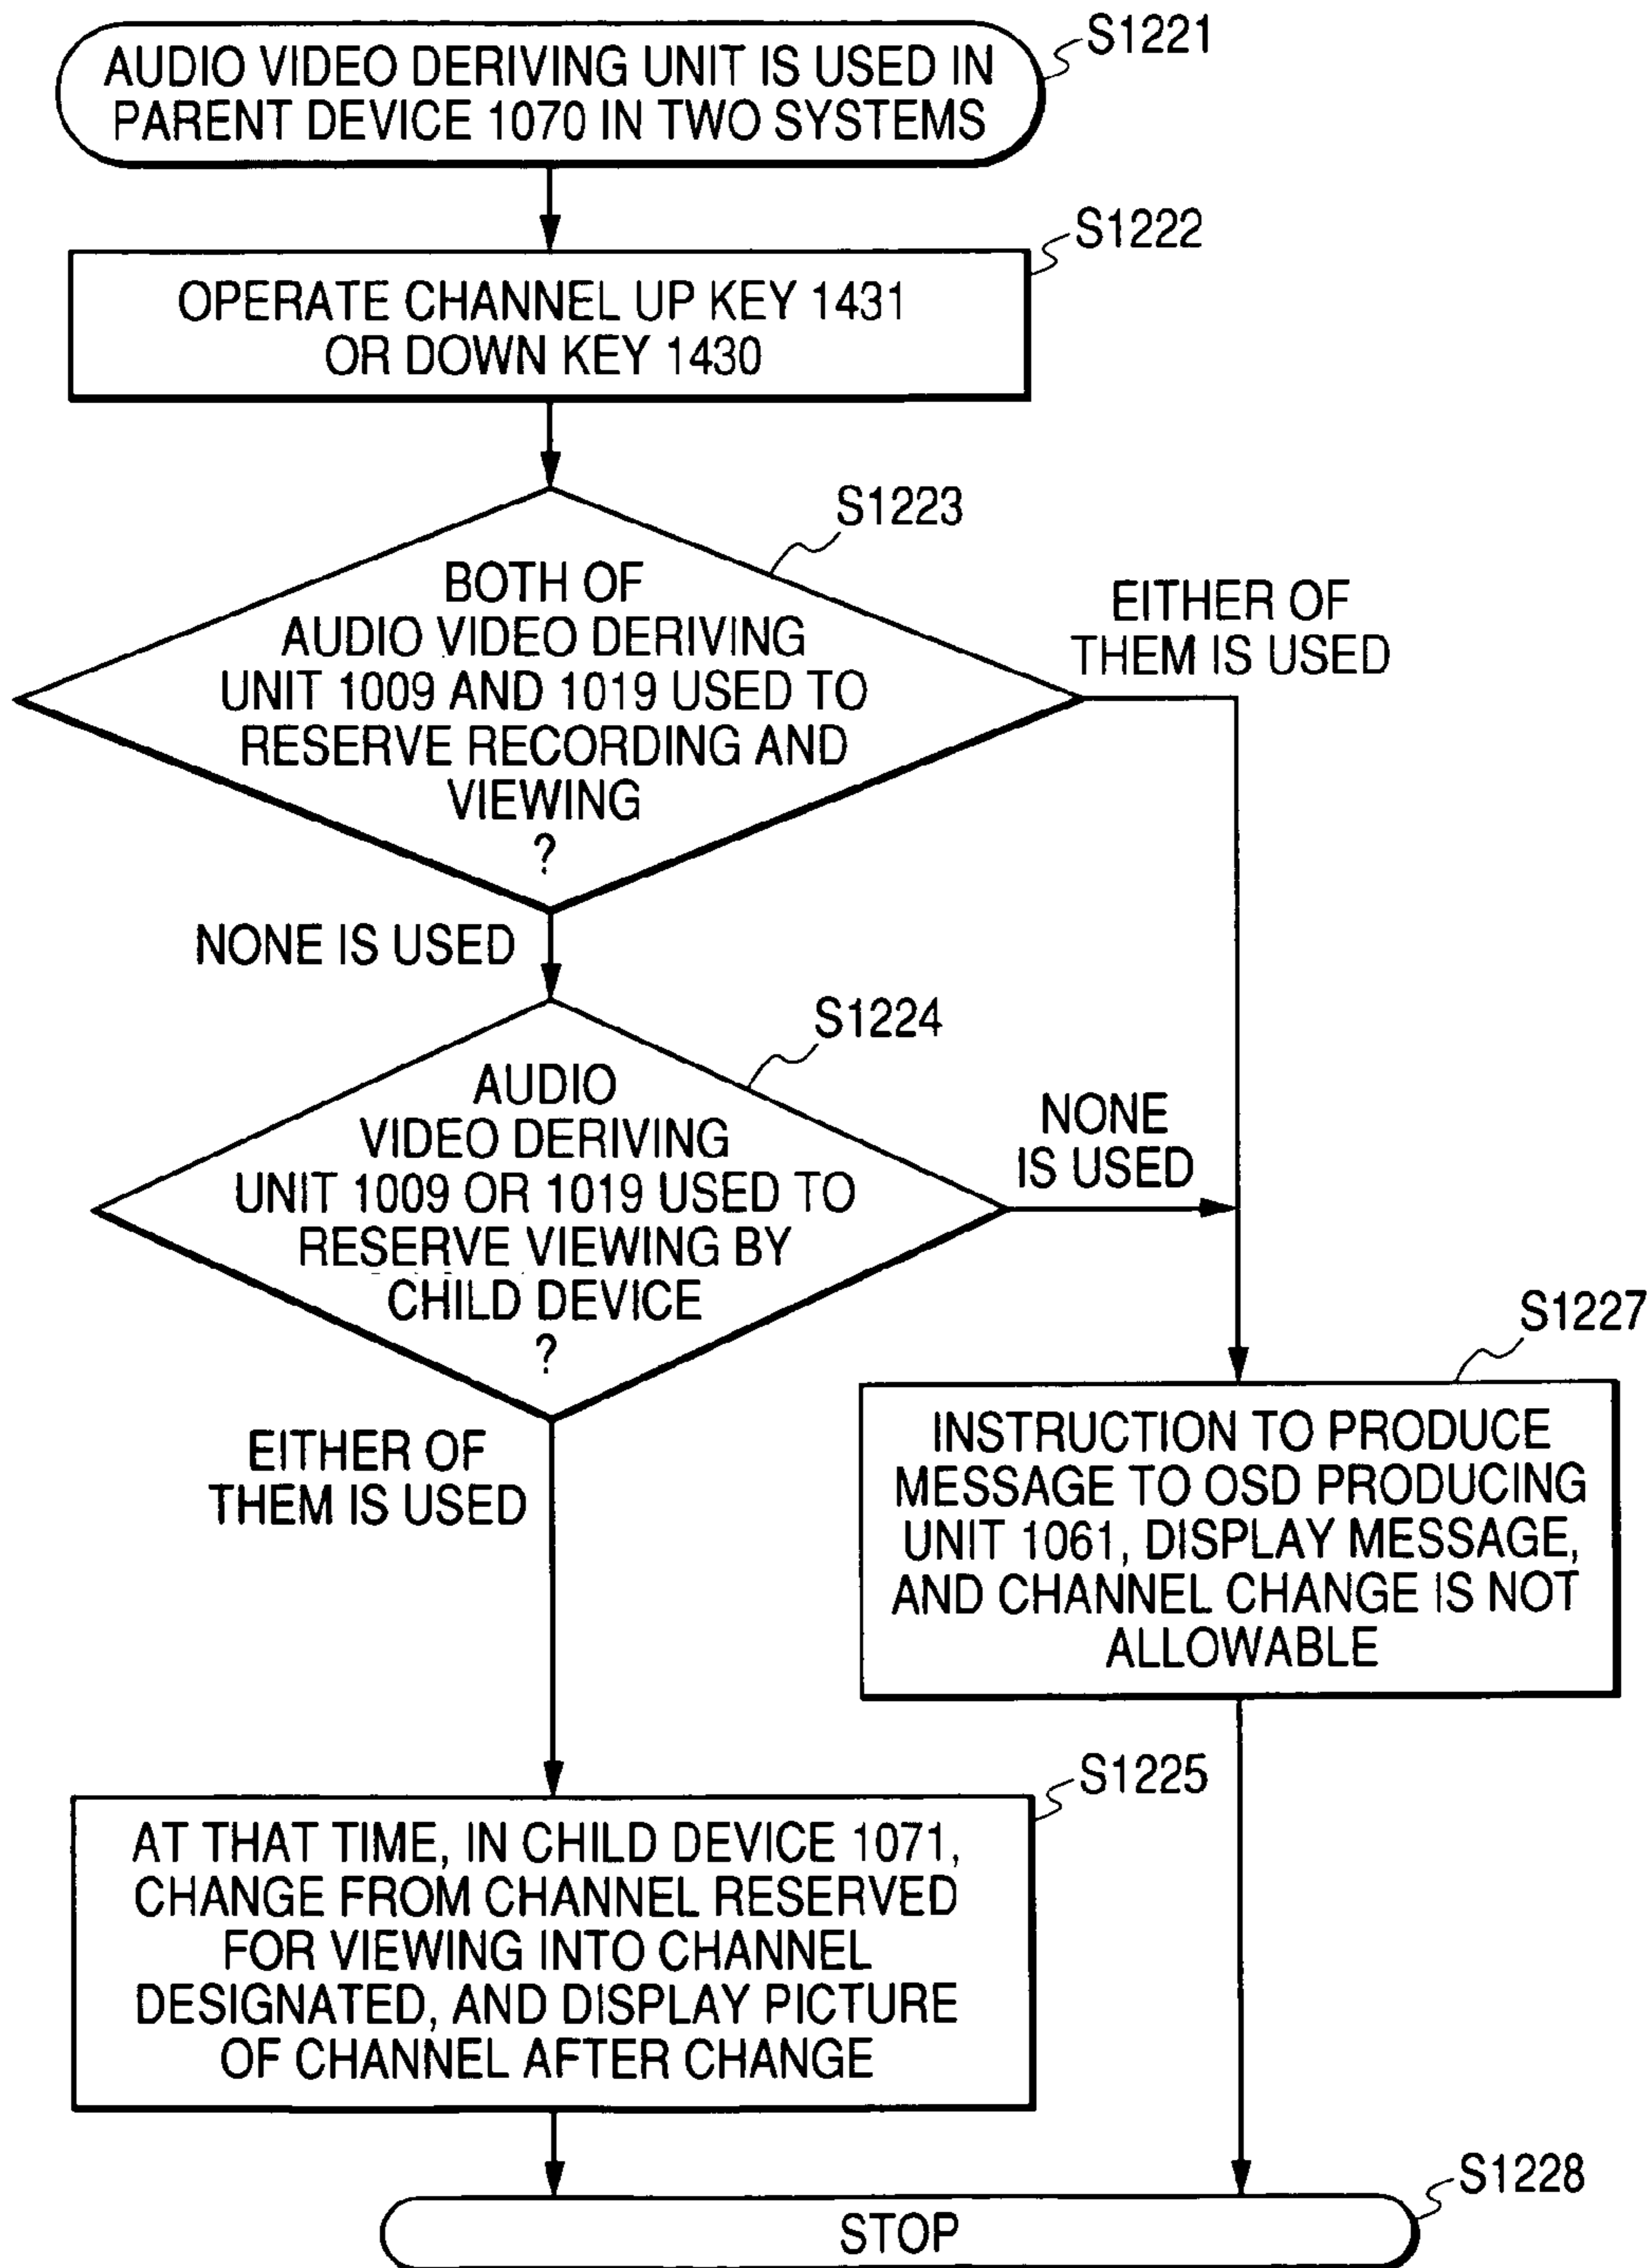 S1221
AUDIO VIDEO DERIVING UNIT IS USED IN
PARENT DEVICE 1070 IN TWO SYSTEMS
S1222
OPERATE CHANNEL UP KEY 1431
OR DOWN KEY 1430
S1223
BOTH OF
AUDIO VIDEO DERIVING
UNIT 1009 AND 1019 USED TO
RESERVE RECORDING AND
VIEWING
?
EITHER OF
THEM IS USED
NONE IS USED
S1224
AUDIO
VIDEO DERIVING
UNIT 1009 OR 1019 USED TO
RESERVE VIEWING BY
CHILD DEVICE
?
NONE
IS USED
EITHER OF
THEM IS USED
S1227
INSTRUCTION TO PRODUCE
MESSAGE TO OSD PRODUCING
UNIT 1061, DISPLAY MESSAGE,
AND CHANNEL CHANGE IS NOT
ALLOWABLE
S1225
AT THAT TIME, IN CHILD DEVICE 1071,
CHANGE FROM CHANNEL RESERVED
FOR VIEWING INTO CHANNEL
DESIGNATED, AND DISPLAY PICTURE
OF CHANNEL AFTER CHANGE
S1228
STOP